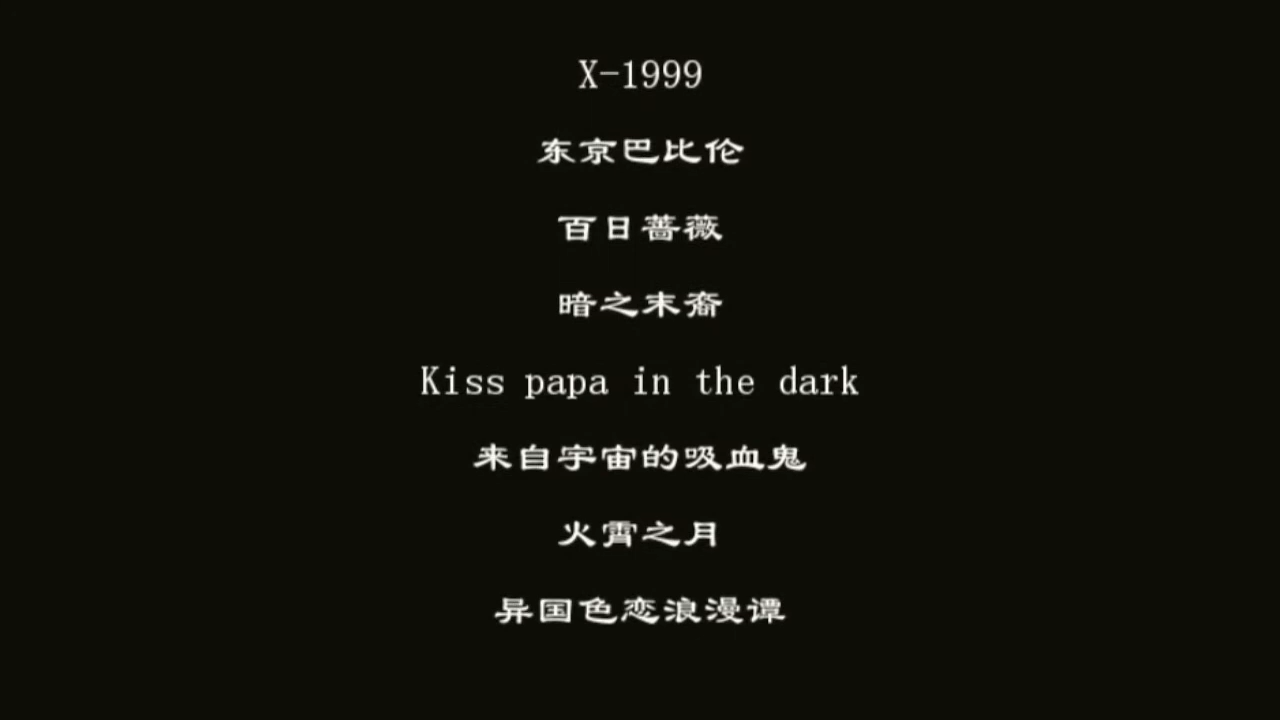 X-1999
东京巴比伦
百日蔷薇
暗之末裔
Kiss papa in the dark
来自宇宙的吸血鬼
火霄之月
异国色恋浪漫谭